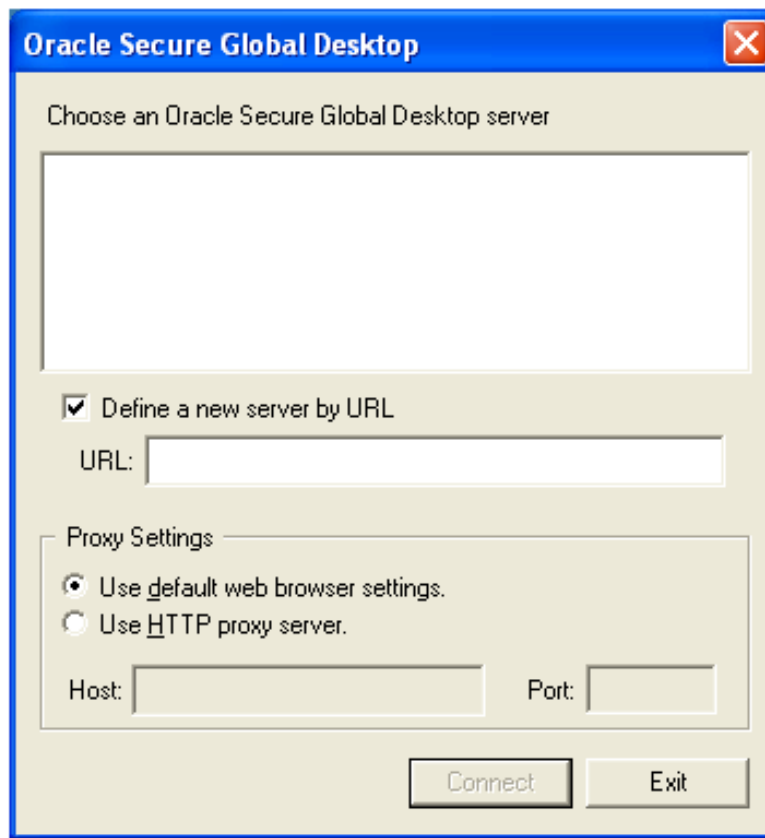 Oracle Secure Global Desktop
Choose an Oracle Secure Global Desktop server
Define a new server by URL
URL:
Proxy Settings
Use default web browser settings.
Use HTTP proxy server.
Host: Port:
Connect Exit